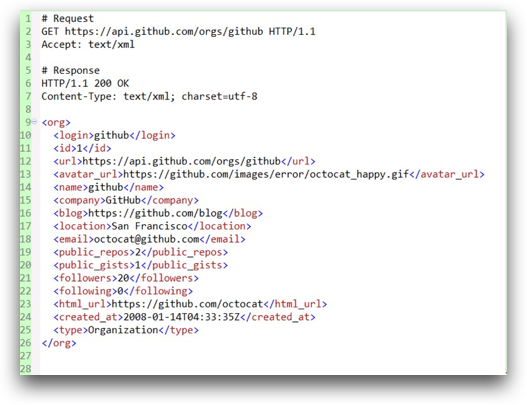 1 # Request
2 GET https://api.github.com/orgs/github HTTP/1.1
3 Accept: text/xml
4
5 # Response
6 HTTP/1.1 200 OK
7 Content-Type: text/xml; charset=utf-8
8
9 <org>
10   <login>github</login>
11   <id>1</id>
12   <url>https://api.github.com/orgs/github</url>
13   <avatar_url>https://github.com/images/error/octocat_happy.gif</avatar_url>
14   <name>github</name>
15   <company>GitHub</company>
16   <blog>https://github.com/blog</blog>
17   <location>San Francisco</location>
18   <email>octocat@github.com</email>
19   <public_repos>2</public_repos>
20   <public_gists>1</public_gists>
21   <followers>20</followers>
22   <following>0</following>
23   <html_url>https://github.com/octocat</html_url>
24   <created_at>2008-01-14T04:33:35Z</created_at>
25   <type>Organization</type>
26 </org>
27
28